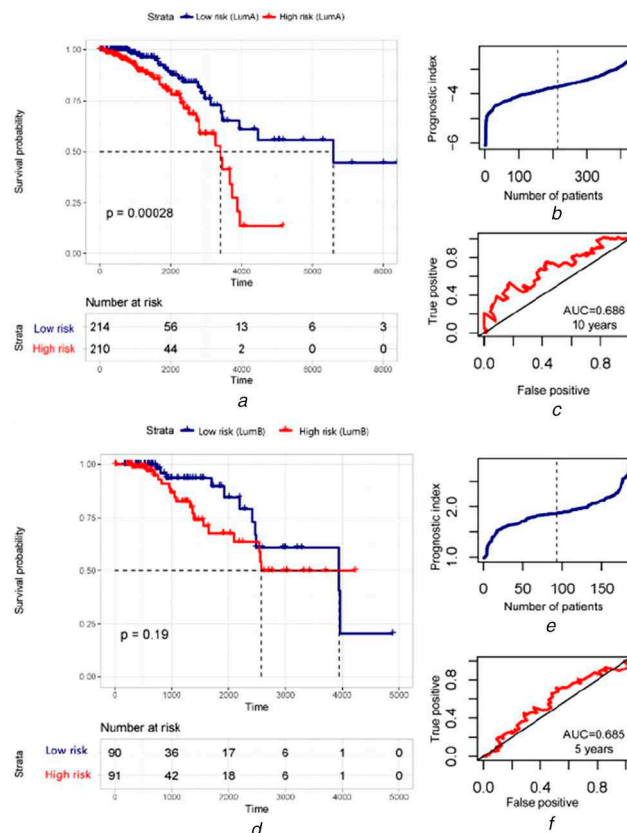 Strata Low risk (LumA) High risk (LumA)
1.00
0.75
0.50
0.25
0.00
Survival probability
p = 0.00028
0 2000 4000 6000 8000
Time
Number at risk
Strata
Low risk 214 56 13 6 3
High risk 210 44 2 0 0
0 2000 4000 6000 8200
Time
a
Prognostic index
−4
−6
0 100 200 400
Number of patients
b
True positive
0.0 0.4 0.8
AUC=0.686
10 years
0.0 0.4 0.8
False positive
c
Strata Low risk (LumB) High risk (LumB)
1.00
0.75
0.50
0.25
0.00
Survival probability
p = 0.19
0 1000 2000 3000 4000 5000
Time
Number at risk
Strata
Low risk 90 36 17 6 1 0
High risk 91 42 18 6 1 0
0 1000 2000 3000 4000 5000
Time
d
Prognostic index
1.0 2.0
0 50 100 150
Number of patients
e
True positive
0.0 0.4 0.8
AUC=0.685
5 years
0.0 0.4 0.8
False positive
f